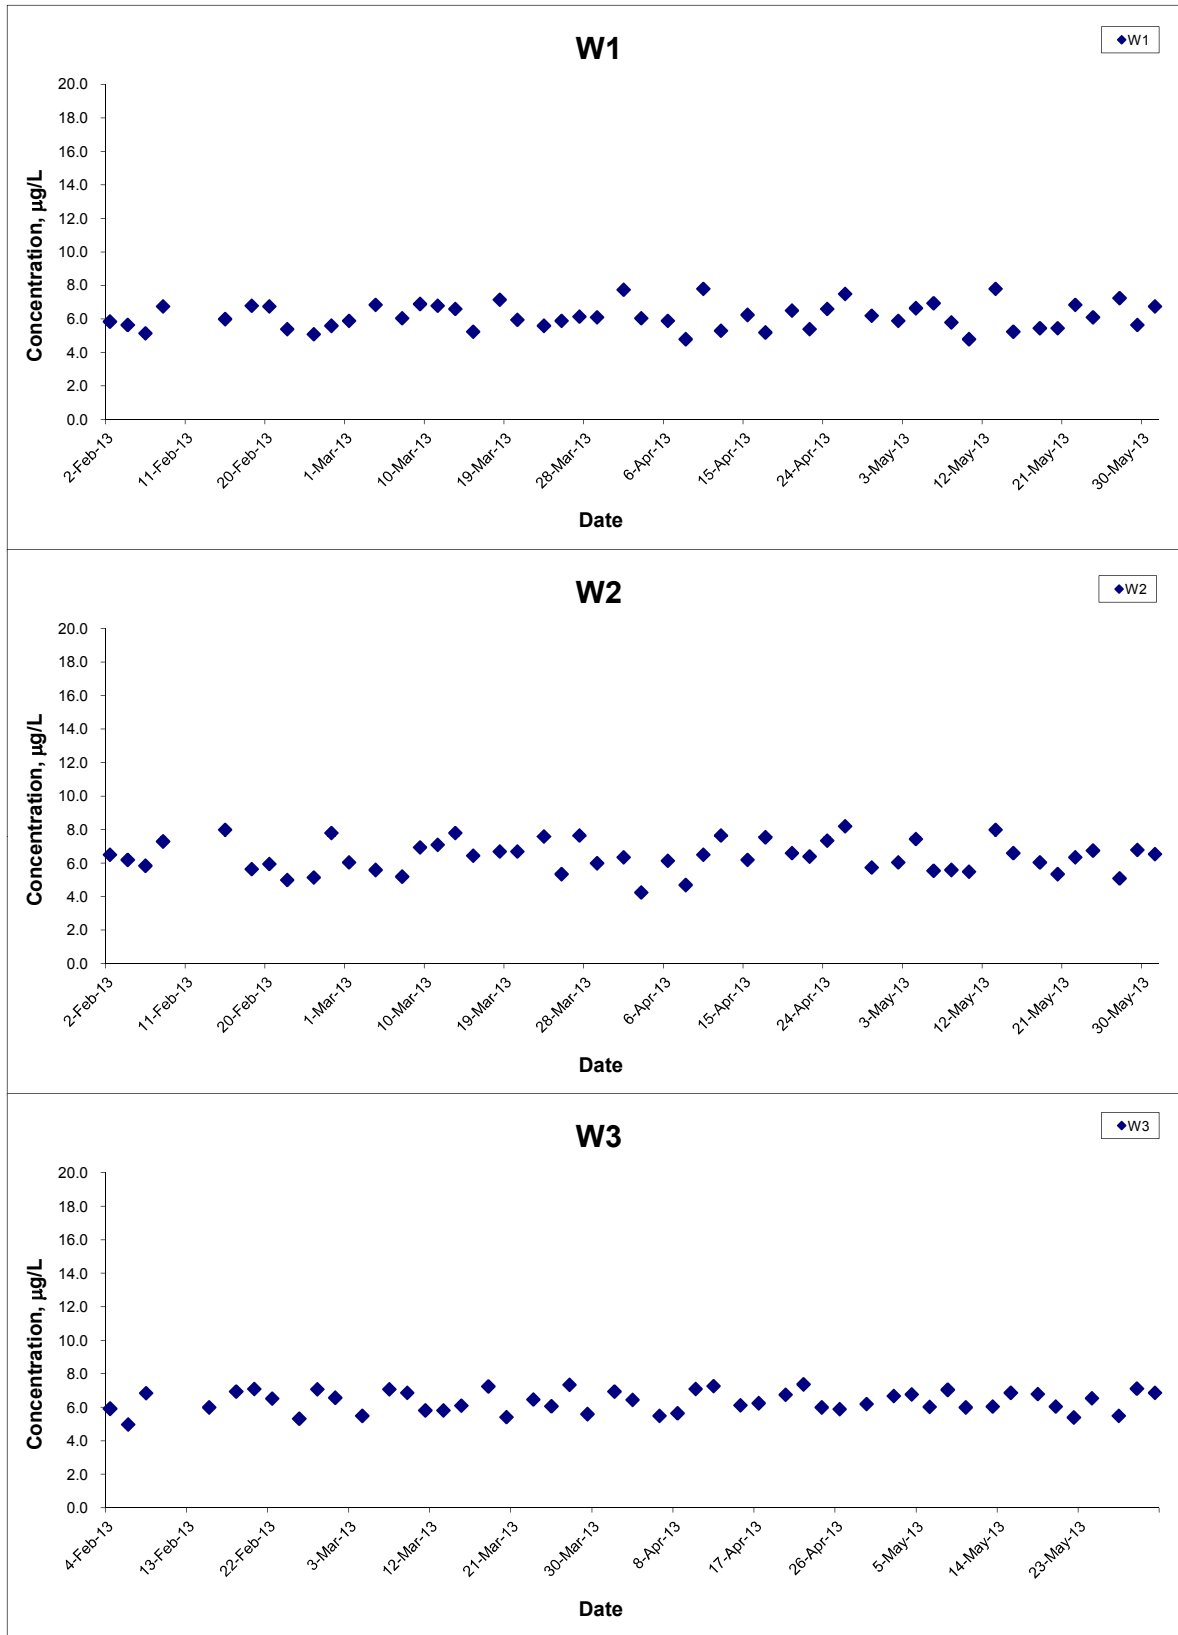 W1
W1
20.0
18.0
16.0
14.0
12.0
10.0
8.0
6.0
4.0
2.0
0.0
Concentration, µg/L
2-Feb-13
11-Feb-13
20-Feb-13
1-Mar-13
10-Mar-13
19-Mar-13
28-Mar-13
6-Apr-13
15-Apr-13
24-Apr-13
3-May-13
12-May-13
21-May-13
30-May-13
Date
W2
W2
20.0
18.0
16.0
14.0
12.0
10.0
8.0
6.0
4.0
2.0
0.0
Concentration, µg/L
2-Feb-13
11-Feb-13
20-Feb-13
1-Mar-13
10-Mar-13
19-Mar-13
28-Mar-13
6-Apr-13
15-Apr-13
24-Apr-13
3-May-13
12-May-13
21-May-13
30-May-13
Date
W3
W3
20.0
18.0
16.0
14.0
12.0
10.0
8.0
6.0
4.0
2.0
0.0
Concentration, µg/L
4-Feb-13
13-Feb-13
22-Feb-13
3-Mar-13
12-Mar-13
21-Mar-13
30-Mar-13
8-Apr-13
17-Apr-13
26-Apr-13
5-May-13
14-May-13
23-May-13
Date